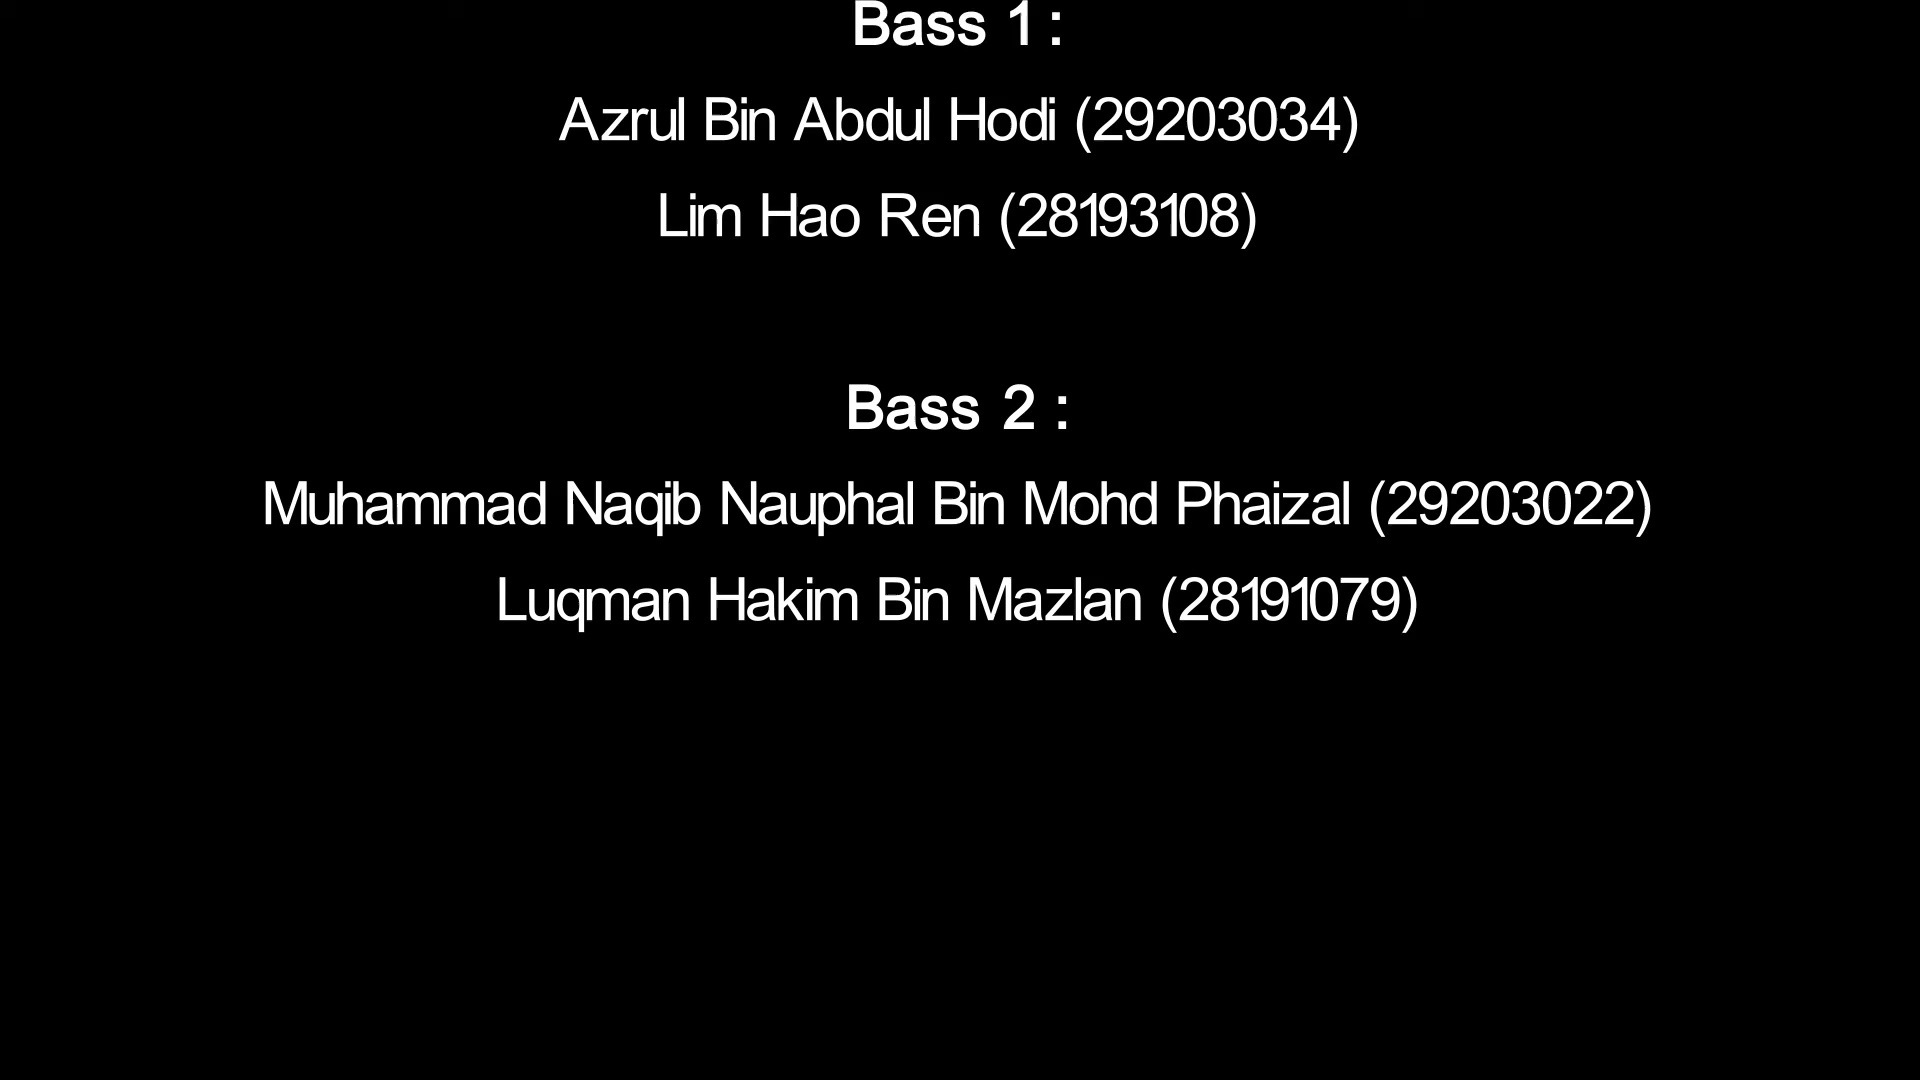 Bass 1 :
Azrul Bin Abdul Hodi (29203034)
Lim Hao Ren (28193108)
Bass 2 :
Muhammad Naqib Nauphal Bin Mohd Phaizal (29203022)
Luqman Hakim Bin Mazlan (28191079)